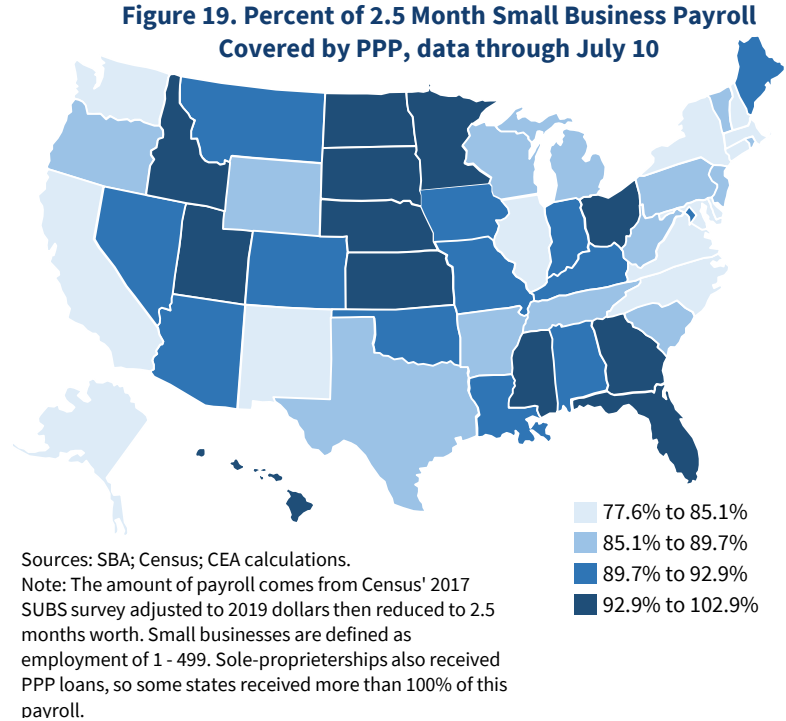 Figure 19. Percent of 2.5 Month Small Business Payroll
Covered by PPP, data through July 10
77.6% to 85.1%
85.1% to 89.7%
89.7% to 92.9%
92.9% to 102.9%
Sources: SBA; Census; CEA calculations.
Note: The amount of payroll comes from Census' 2017
SUBS survey adjusted to 2019 dollars then reduced to 2.5
months worth. Small businesses are defined as
employment of 1 - 499. Sole-proprieterships also received
PPP loans, so some states received more than 100% of this
payroll.